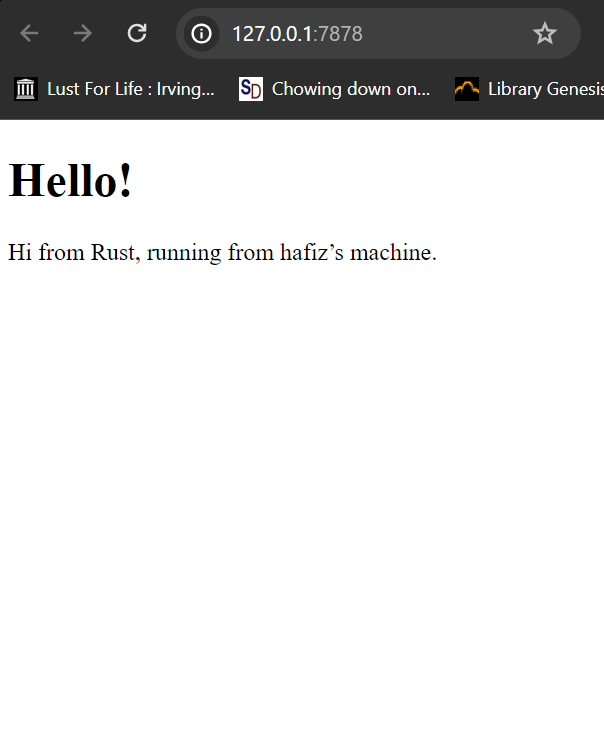 127.0.0.1:7878
Lust For Life : Irving... Chowing down on... Library Genesis
Hello!
Hi from Rust, running from hafiz’s machine.